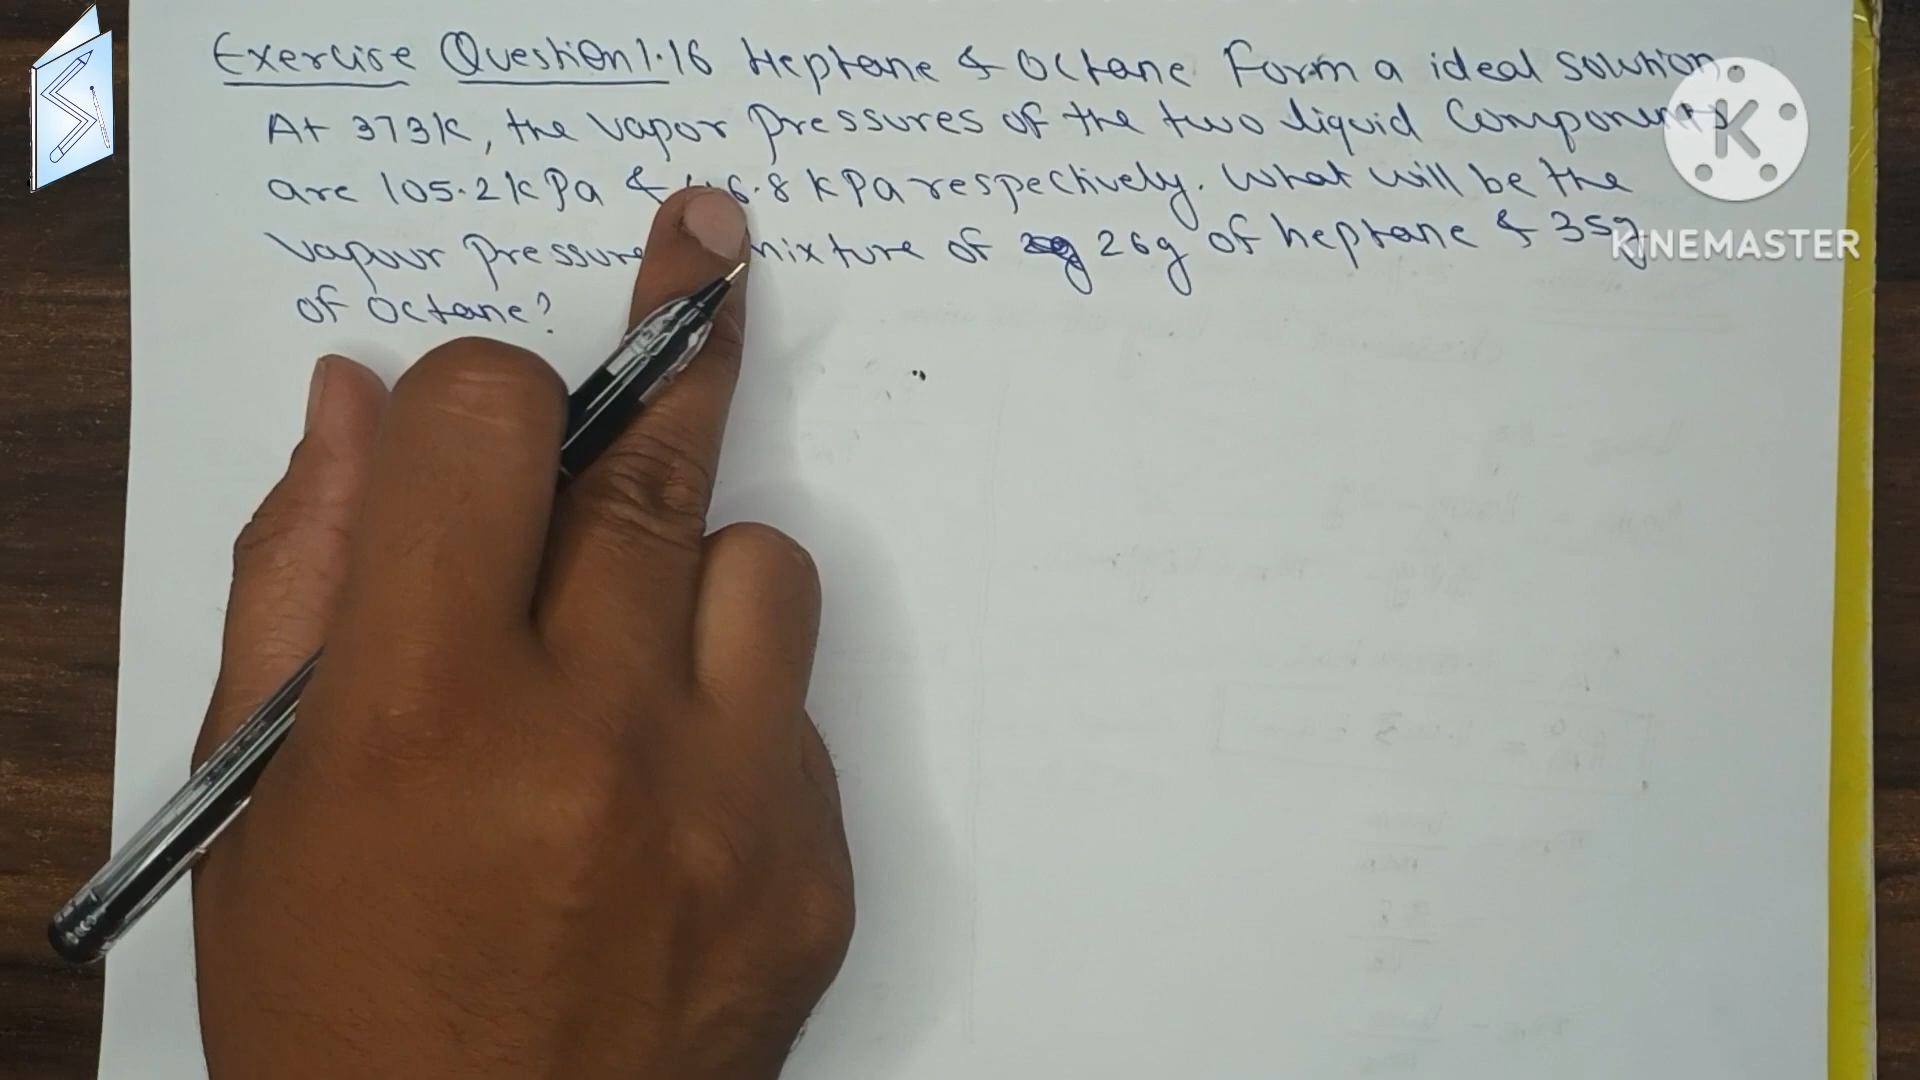 Exercise Question 1.16 Heptane & Octane Form a ideal solution
At 373K, the vapor pressures of the two liquid Components
are 105.2 kPa & 46.8 kPa respectively. What will be the
Vapour pressure mixture of 26g of heptane & 35g
of Octane?
K
KINEMASTER